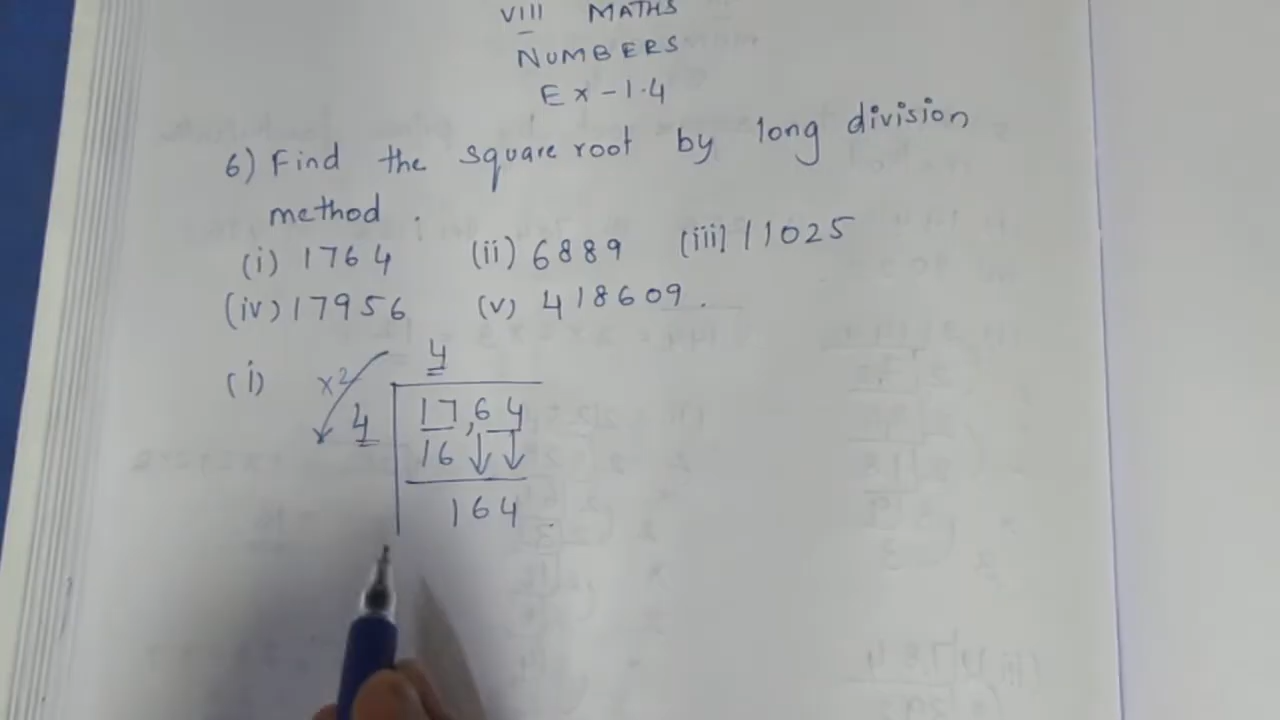 VIII MATHS
NUMBERS
Ex-1.4
6) Find the square root by long division
method.
(i) 1764 (ii) 6889 (iii) 11025
(iv) 17956 (v) 418609.
(i) x2 4
4 17,64
16
164